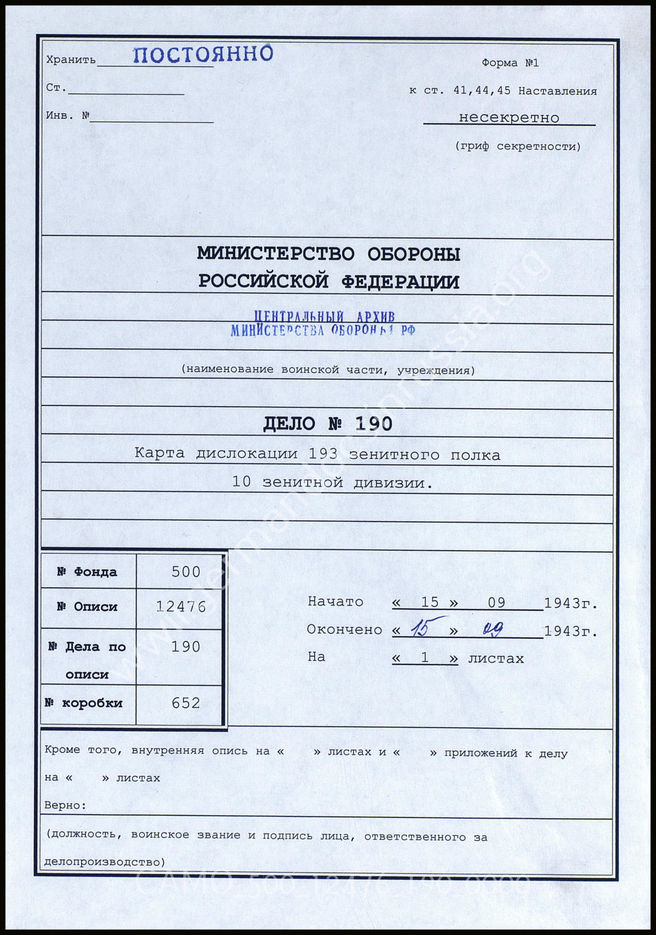 Хранить ПОСТОЯННО
Форма №1
Ст.
к ст. 41,44,45 Наставления
Инв. №
несекретно
(гриф секретности)
МИНИСТЕРСТВО ОБОРОНЫ
РОССИЙСКОЙ ФЕДЕРАЦИИ
ЦЕНТРАЛЬНЫЙ АРХИВ
МИНИСТЕРСТВА ОБОРОНЫ РФ
(наименование воинской части, учреждения)
ДЕЛО № 190
Карта дислокации 193 зенитного полка
10 зенитной дивизии.
№ Фонда 500
№ Описи 12476
№ Дела по описи 190
№ коробки 652
Начато « 15 » 09 1943г.
Окончено « 15 » 09 1943г.
На « 1 » листах
Кроме того, внутренняя опись на « » листах и « » приложений к делу
на « » листах
Верно:
(должность, воинское звание и подпись лица, ответственного за
делопроизводство)